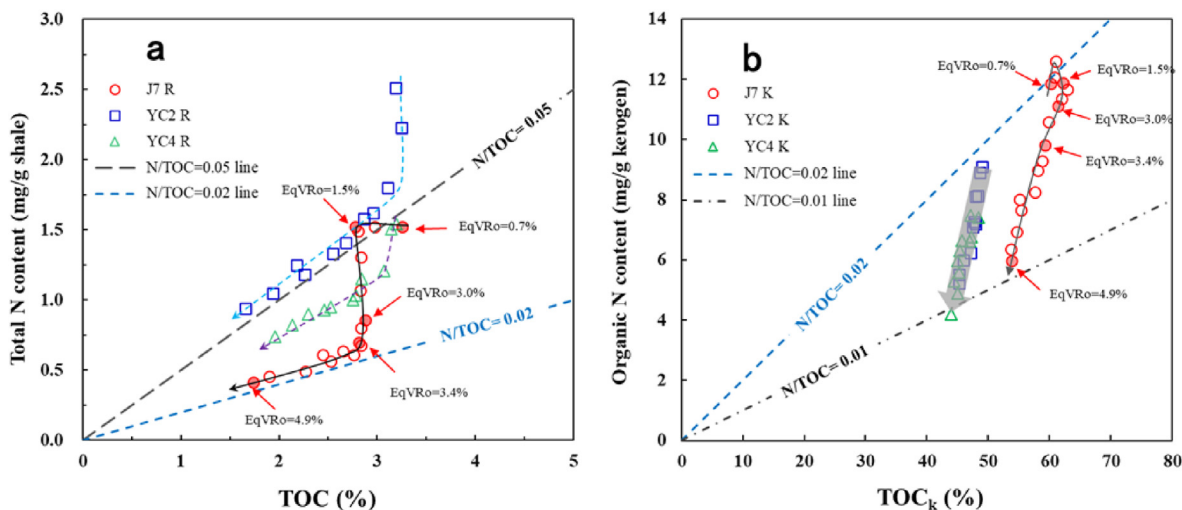 a
3.0
2.5
2.0
1.5
1.0
0.5
0.0
Total N content (mg/g shale)
J7 R
YC2 R
YC4 R
N/TOC=0.05 line
N/TOC=0.02 line
N/TOC= 0.05
EqVRo=1.5%
EqVRo=0.7%
EqVRo=3.0%
N/TOC= 0.02
EqVRo=3.4%
EqVRo=4.9%
0
1
2
3
4
5
TOC (%)
b
14
12
10
8
6
4
2
0
Organic N content (mg/g kerogen)
J7 K
YC2 K
YC4 K
N/TOC=0.02 line
N/TOC=0.01 line
EqVRo=0.7%
EqVRo=1.5%
EqVRo=3.0%
EqVRo=3.4%
N/TOC= 0.02
EqVRo=4.9%
N/TOC= 0.01
0
10
20
30
40
50
60
70
80
TOCk (%)